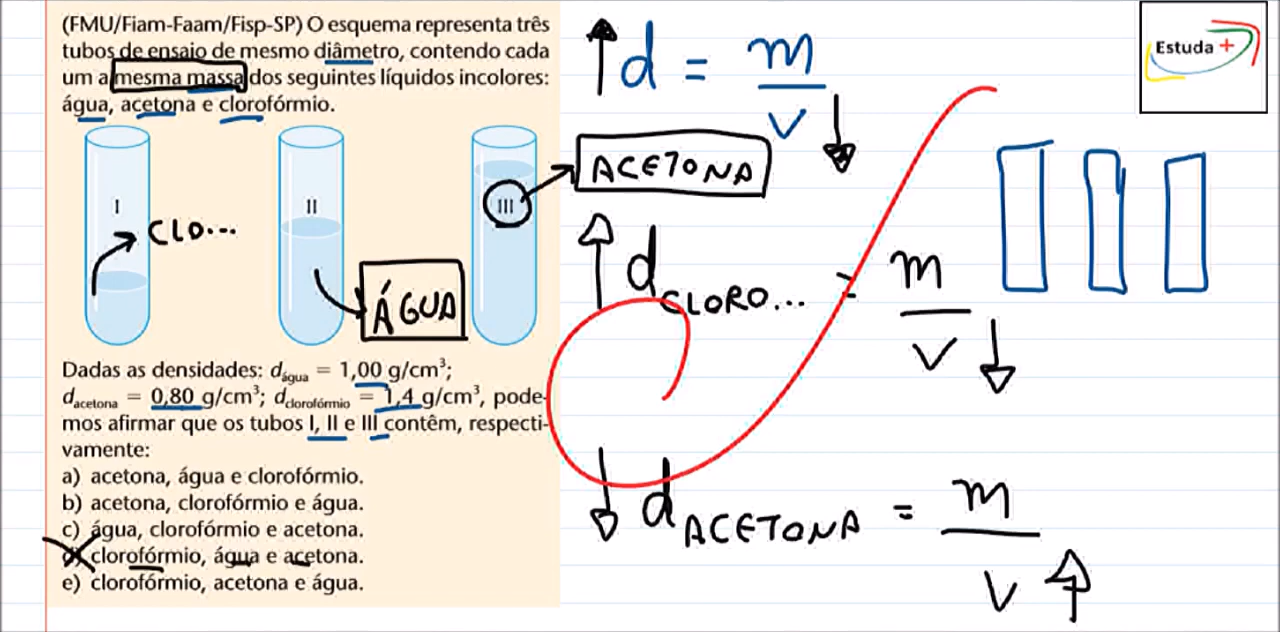 (FMU/Fiam-Faam/Fisp-SP) O esquema representa três
tubos de ensaio de mesmo diâmetro, contendo cada
um a mesma massa dos seguintes líquidos incolores:
água, acetona e clorofórmio.
I
II
III
CLO...
ÁGUA
ACETONA
Dadas as densidades: dágua = 1,00 g/cm³;
dacetona = 0,80 g/cm³; dclorofórmio = 1,4 g/cm³, pode-
mos afirmar que os tubos I, II e III contêm, respecti-
vamente:
a) acetona, água e clorofórmio.
b) acetona, clorofórmio e água.
c) água, clorofórmio e acetona.
d) clorofórmio, água e acetona.
e) clorofórmio, acetona e água.
d = m
v
dCLORO... = m
v
dACETONA = m
v
Estuda +